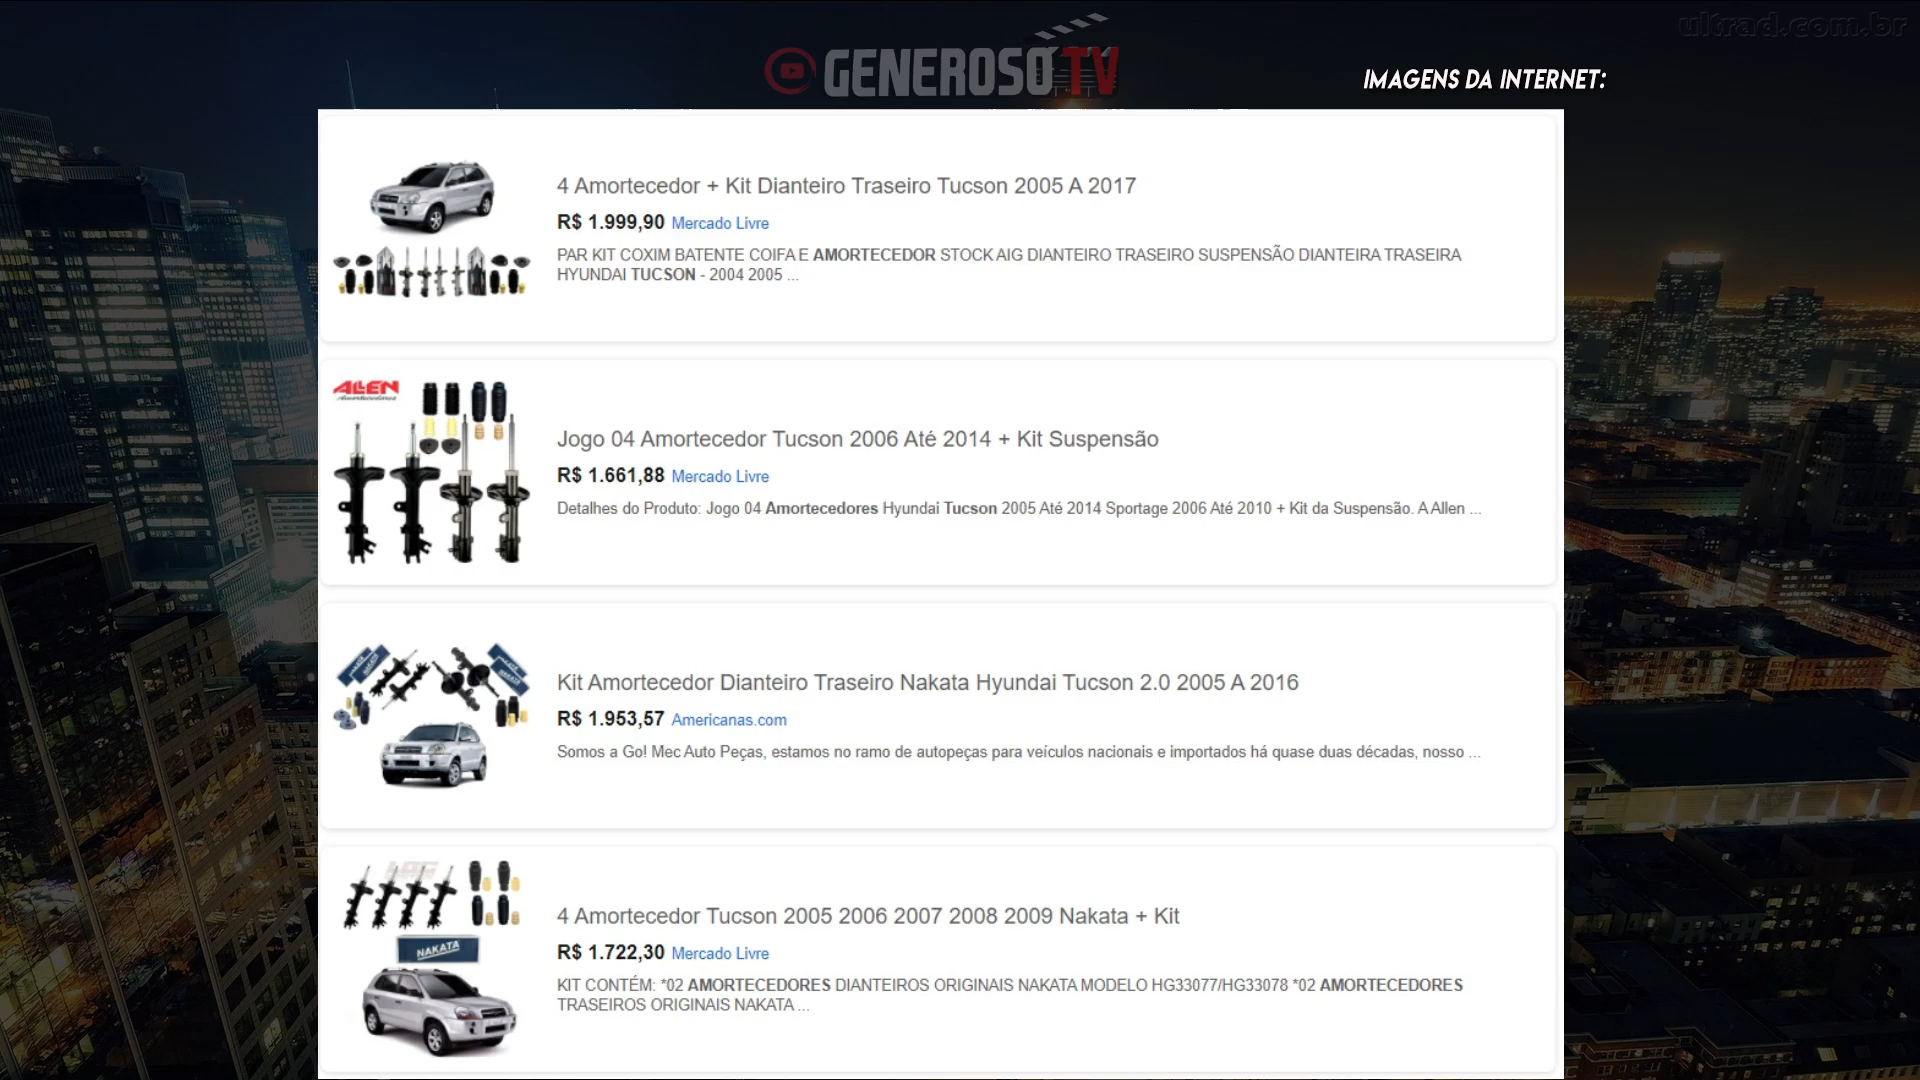 ultrad.com.br
GENEROSO TV
IMAGENS DA INTERNET:
4 Amortecedor + Kit Dianteiro Traseiro Tucson 2005 A 2017
R$ 1.999,90 Mercado Livre
PAR KIT COXIM BATENTE COIFA E AMORTECEDOR STOCK AIG DIANTEIRO TRASEIRO SUSPENSÃO DIANTEIRA TRASEIRA
HYUNDAI TUCSON - 2004 2005 ...
ALLEN
Amortecedores
Jogo 04 Amortecedor Tucson 2006 Até 2014 + Kit Suspensão
R$ 1.661,88 Mercado Livre
Detalhes do Produto: Jogo 04 Amortecedores Hyundai Tucson 2005 Até 2014 Sportage 2006 Até 2010 + Kit da Suspensão. A Allen ...
Kit Amortecedor Dianteiro Traseiro Nakata Hyundai Tucson 2.0 2005 A 2016
R$ 1.953,57 Americanas.com
Somos a Go! Mec Auto Peças, estamos no ramo de autopeças para veículos nacionais e importados há quase duas décadas, nosso ...
NAKATA
4 Amortecedor Tucson 2005 2006 2007 2008 2009 Nakata + Kit
R$ 1.722,30 Mercado Livre
KIT CONTÉM: *02 AMORTECEDORES DIANTEIROS ORIGINAIS NAKATA MODELO HG33077/HG33078 *02 AMORTECEDORES
TRASEIROS ORIGINAIS NAKATA ...